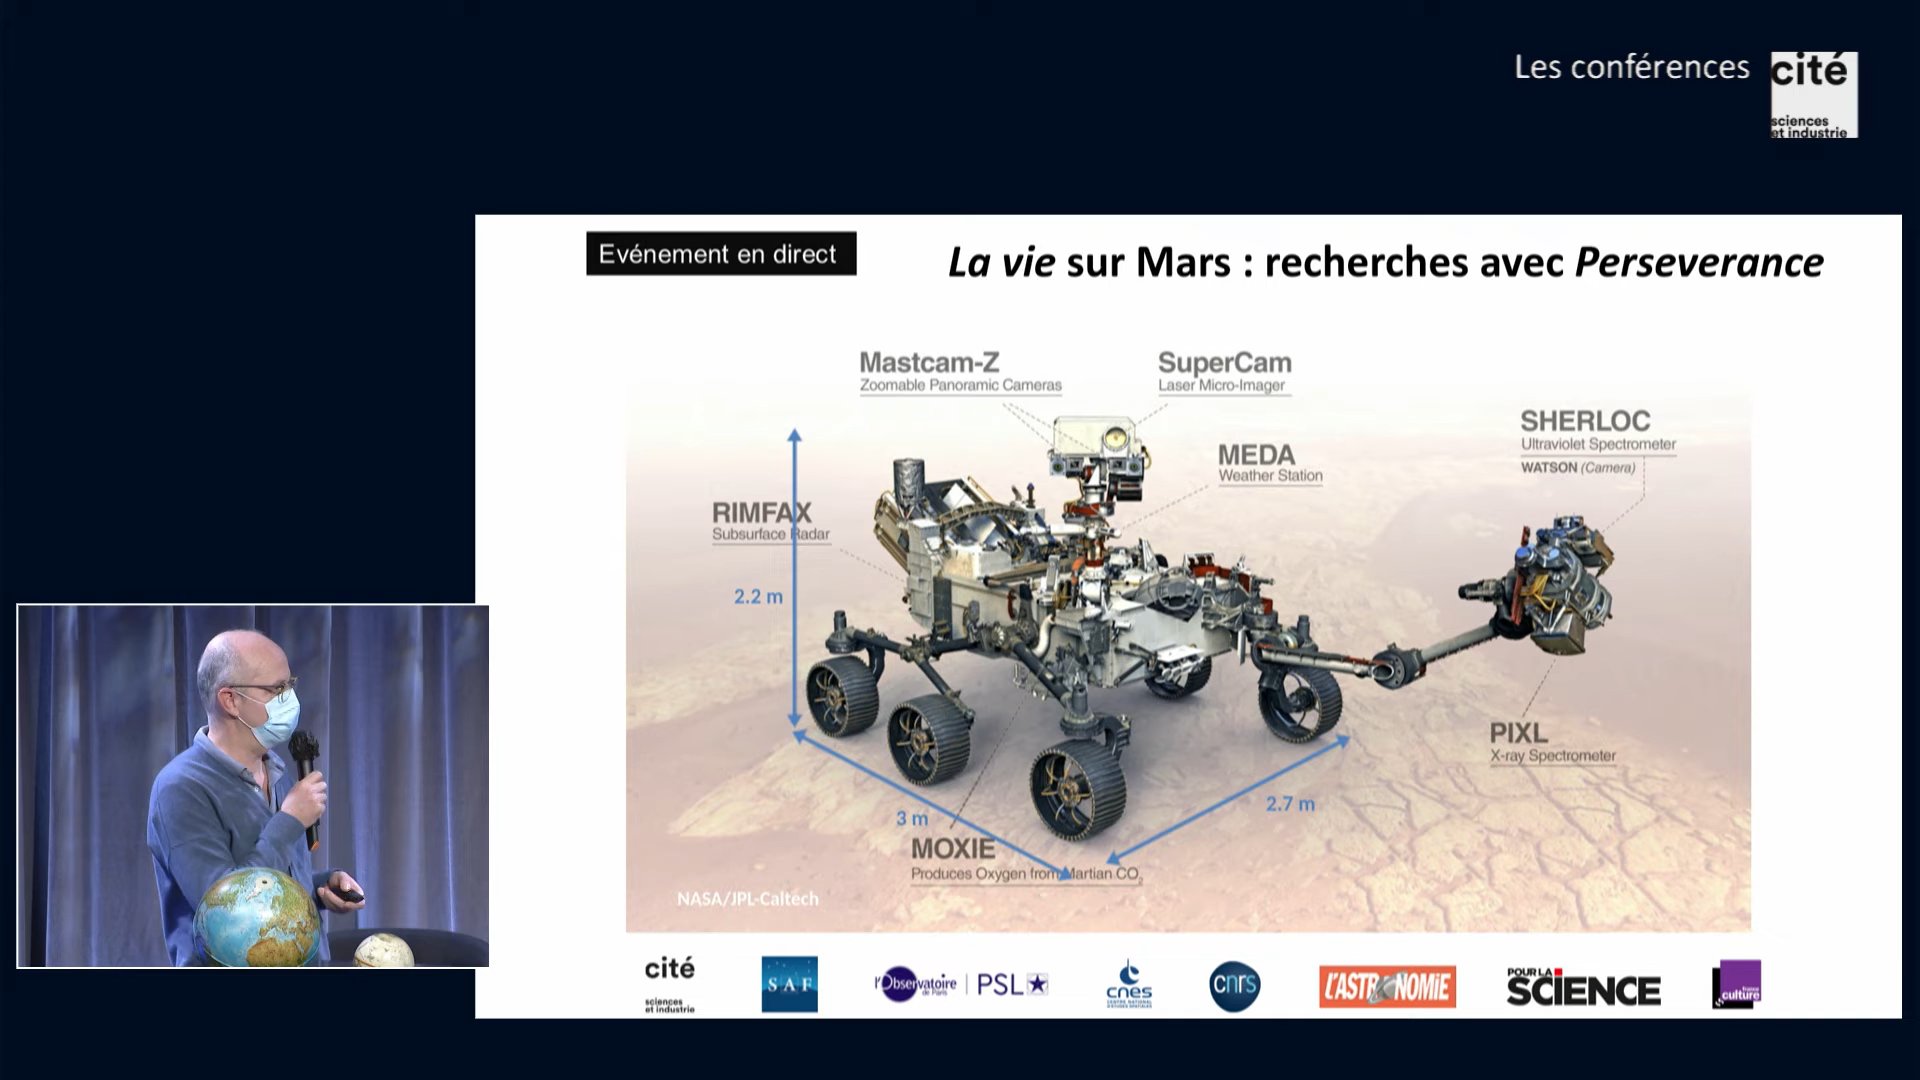 Les conférences
cité
sciences
et industrie
Evénement en direct
La vie sur Mars : recherches avec Perseverance
Mastcam-Z
Zoomable Panoramic Cameras
SuperCam
Laser Micro-Imager
SHERLOC
Ultraviolet Spectrometer
WATSON (Camera)
MEDA
Weather Station
RIMFAX
Subsurface Radar
2.2 m
PIXL
X-ray Spectrometer
2.7 m
3 m
MOXIE
Produces Oxygen from Martian CO2
NASA/JPL-Caltech
cité
sciences
et industrie
SAF
l'Observatoire
de Paris
PSL
cnes
cnrs
l'ASTRONOMIE
POUR LA
SCIENCE
france
culture